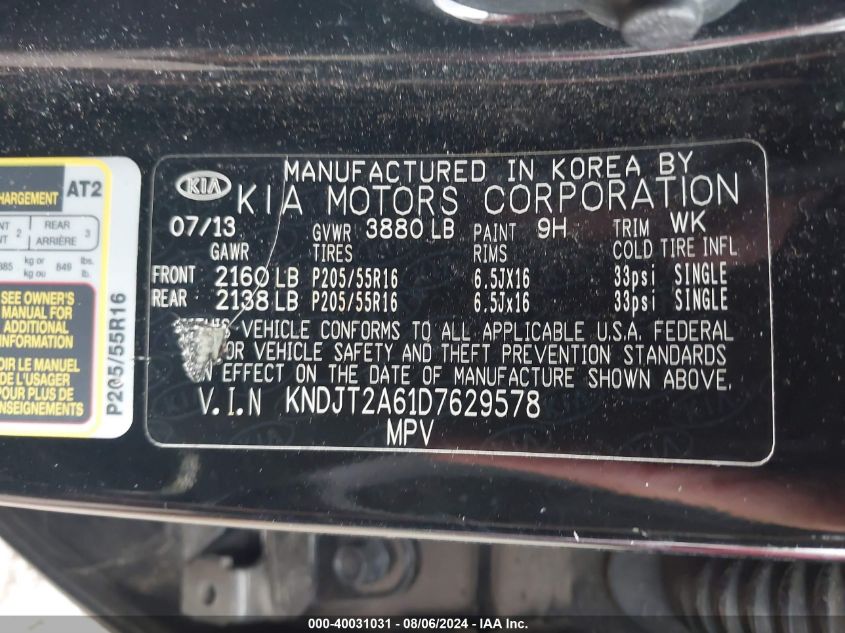 CHARGEMENT AT2
2 REAR 3
ARRIÈRE
385 kg or 849 lbs.
kg ou lb.
SEE OWNER'S
MANUAL FOR
ADDITIONAL
INFORMATION
LE MANUEL
DE L'USAGER
POUR PLUS DE
P205/55R16
MANUFACTURED IN KOREA BY
KIA KIA MOTORS CORPORATION
07/13 GVWR 3880 LB PAINT 9H TRIM WK
GAWR TIRES RIMS COLD TIRE INFL
FRONT 2160 LB P205/55R16 6.5JX16 33psi SINGLE
REAR 2138 LB P205/55R16 6.5Jx16 33psi SINGLE
VEHICLE CONFORMS TO ALL APPLICABLE U.S.A. FEDERAL
VEHICLE SAFETY AND THEFT PREVENTION STANDARDS
EFFECT ON THE DATE OF MANUFACTURE SHOWN ABOVE.
V.I.N KNDJT2A61D7629578
MPV
000-40031031 - 08/06/2024 - IAA Inc.